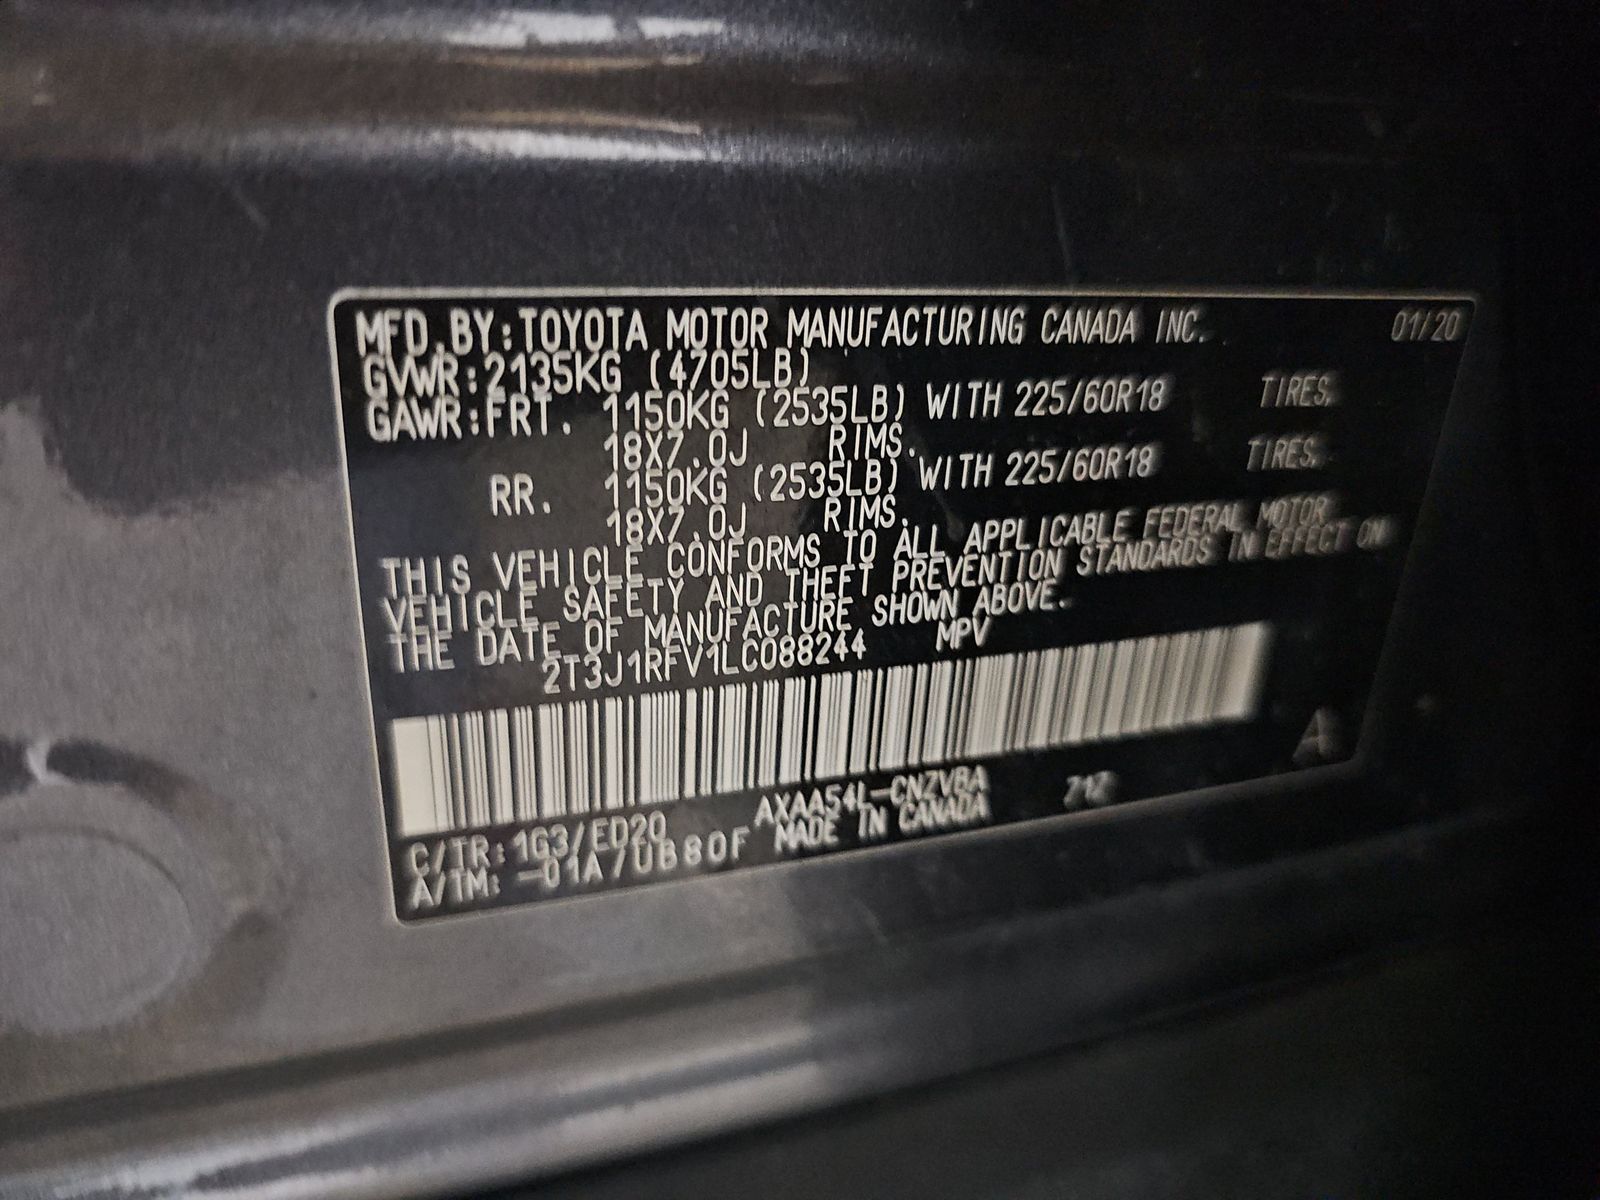 MFD.BY:TOYOTA MOTOR MANUFACTURING CANADA INC. 01/20
GVWR:2135KG (4705LB)
GAWR:FRT. 1150KG (2535LB) WITH 225/60R18 TIRES,
18X7.0J RIMS.
RR. 1150KG (2535LB) WITH 225/60R18 TIRES,
18X7.0J RIMS.
THIS VEHICLE CONFORMS TO ALL APPLICABLE FEDERAL MOTOR
VEHICLE SAFETY AND THEFT PREVENTION STANDARDS IN EFFECT ON
THE DATE OF MANUFACTURE SHOWN ABOVE.
2T3J1RFV1LC088244 MPV
A
C/TR:1G3/ED20 AXAA54L-CNZVBA 71Z
A/TM: -01A/UB80F MADE IN CANADA